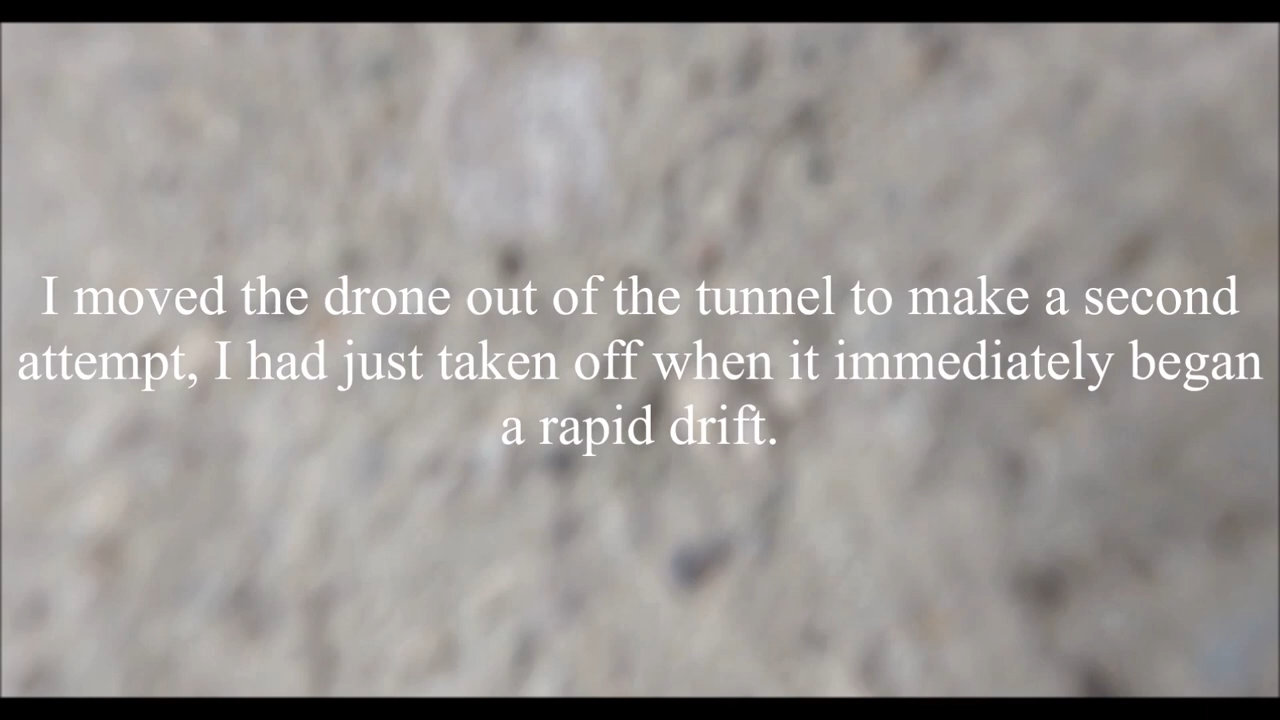 I moved the drone out of the tunnel to make a second
attempt, I had just taken off when it immediately began
a rapid drift.